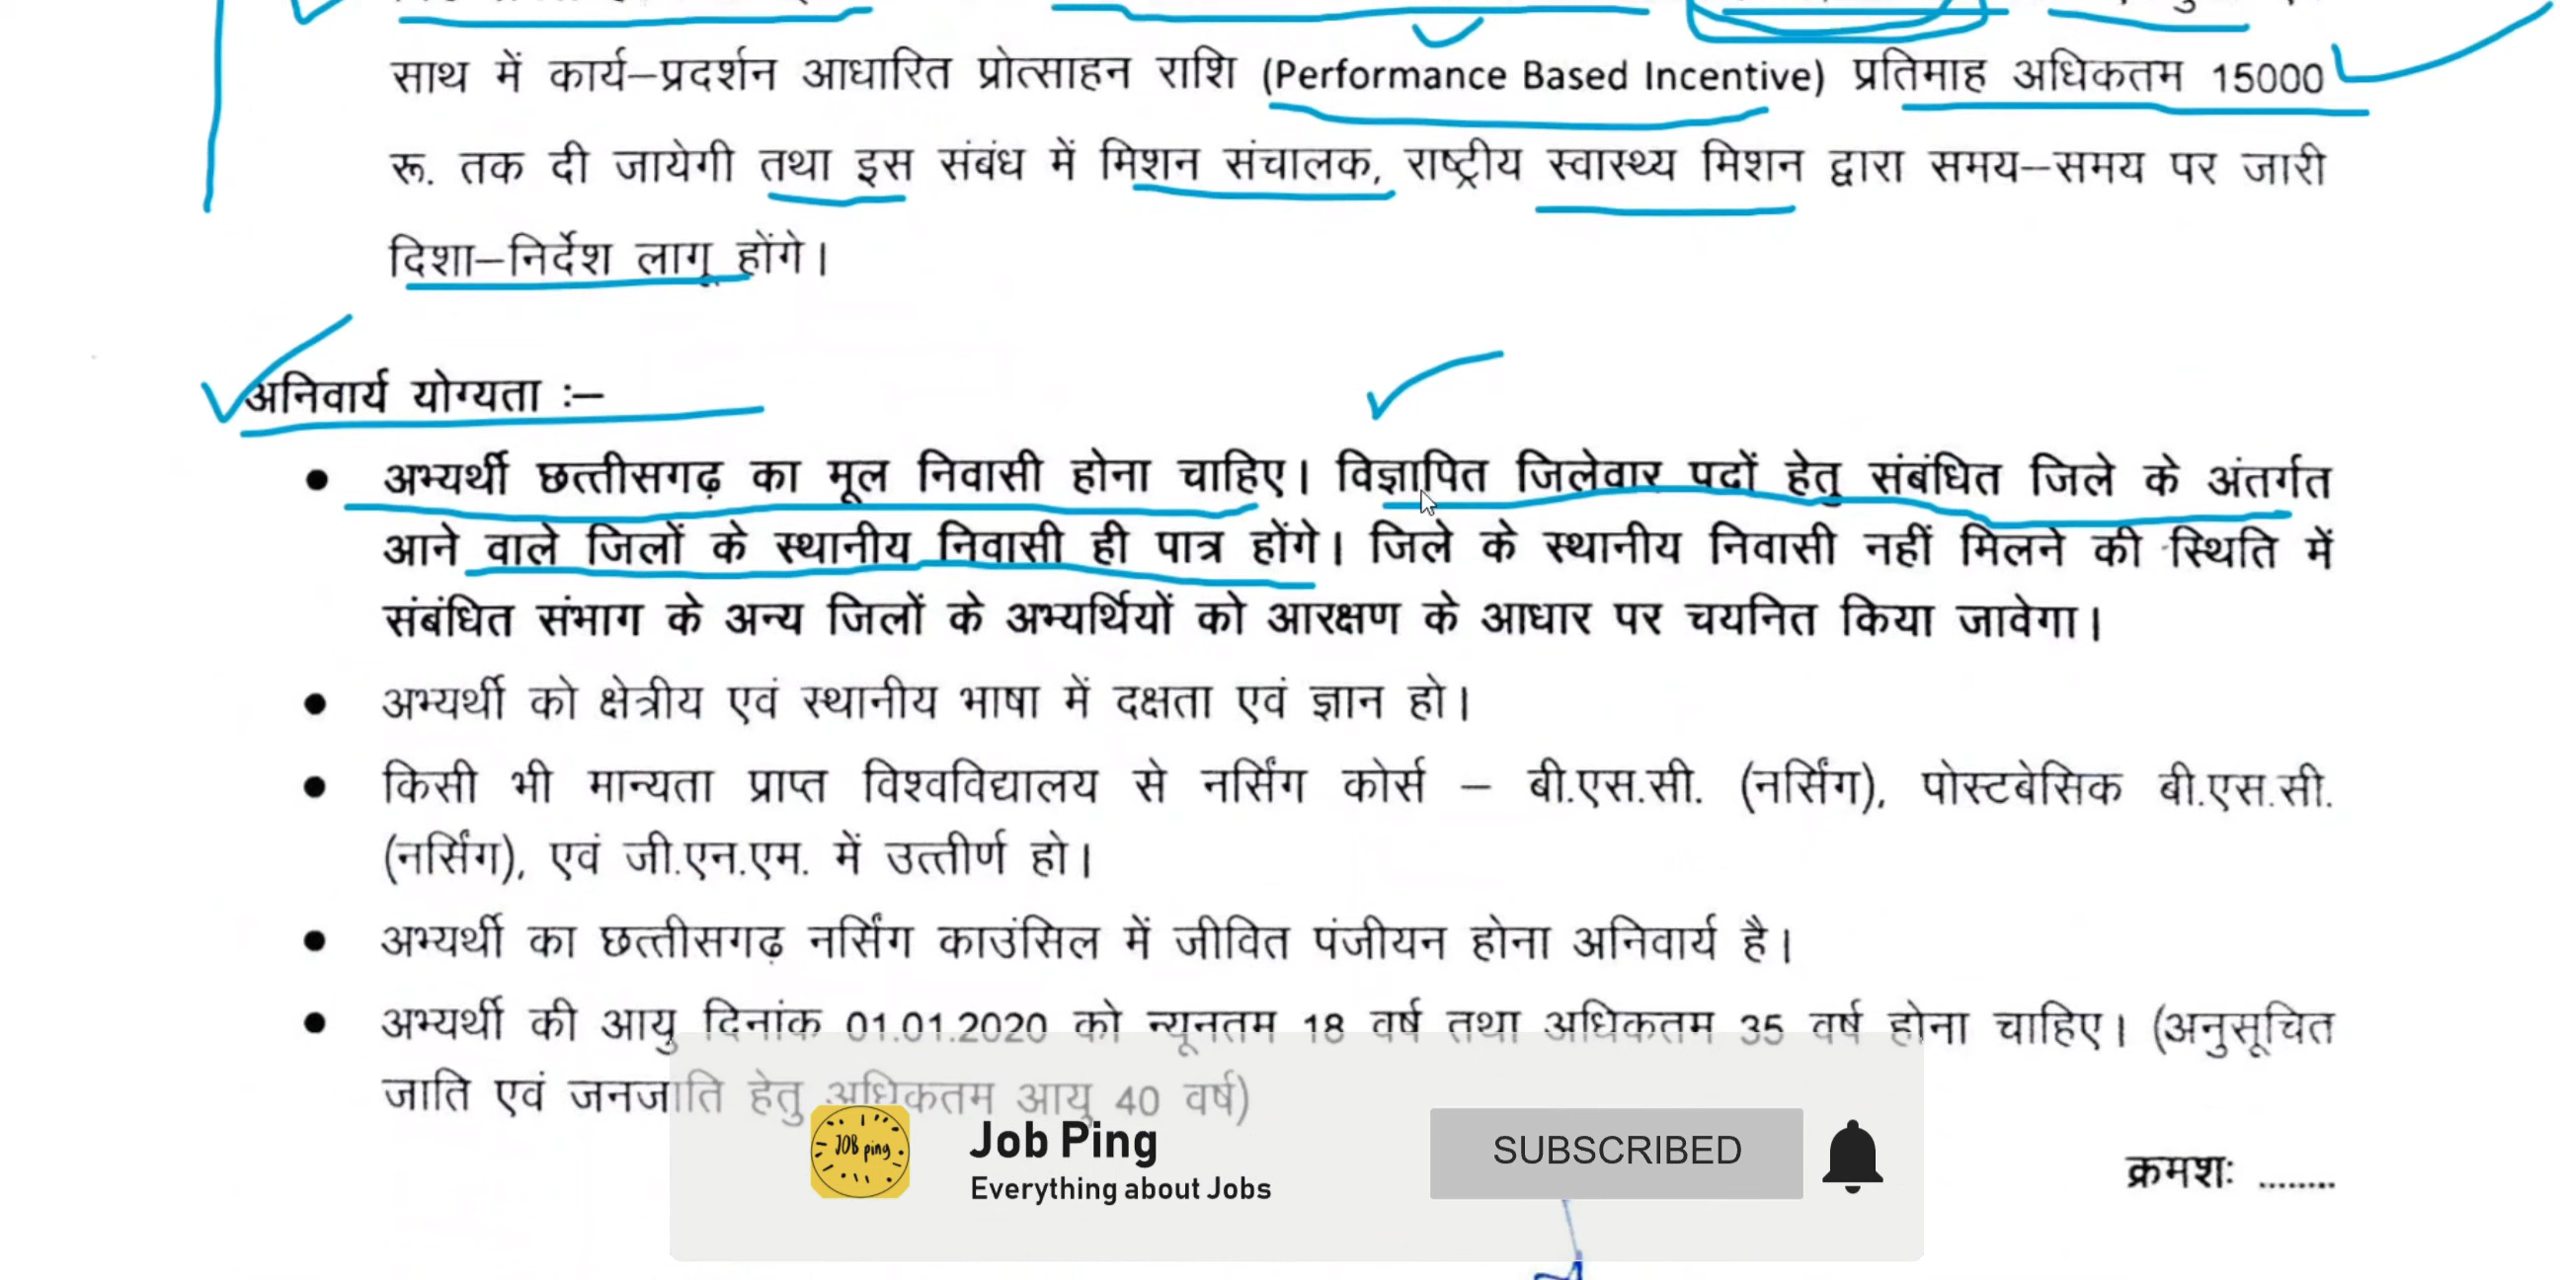 साथ में कार्य–प्रदर्शन आधारित प्रोत्साहन राशि (Performance Based Incentive) प्रतिमाह अधिकतम 15000
रू. तक दी जायेगी तथा इस संबंध में मिशन संचालक, राष्ट्रीय स्वास्थ्य मिशन द्वारा समय–समय पर जारी
दिशा–निर्देश लागू होंगे।
अनिवार्य योग्यता :–
● अभ्यर्थी छत्तीसगढ़ का मूल निवासी होना चाहिए। विज्ञापित जिलेवार पदों हेतु संबंधित जिले के अंतर्गत
आने वाले जिलों के स्थानीय निवासी ही पात्र होंगे। जिले के स्थानीय निवासी नहीं मिलने की स्थिति में
संबंधित संभाग के अन्य जिलों के अभ्यर्थियों को आरक्षण के आधार पर चयनित किया जावेगा।
● अभ्यर्थी को क्षेत्रीय एवं स्थानीय भाषा में दक्षता एवं ज्ञान हो।
● किसी भी मान्यता प्राप्त विश्वविद्यालय से नर्सिंग कोर्स – बी.एस.सी. (नर्सिंग), पोस्टबेसिक बी.एस.सी.
(नर्सिंग), एवं जी.एन.एम. में उत्तीर्ण हो।
● अभ्यर्थी का छत्तीसगढ़ नर्सिंग काउंसिल में जीवित पंजीयन होना अनिवार्य है।
● अभ्यर्थी की आयु दिनांक 01.01.2020 को न्यूनतम 18 वर्ष तथा अधिकतम 35 वर्ष होना चाहिए। (अनुसूचित
जाति एवं जनजाति हेतु अधिकतम आयु 40 वर्ष)
JOB ping
Job Ping
Everything about Jobs
SUBSCRIBED
क्रमशः ........